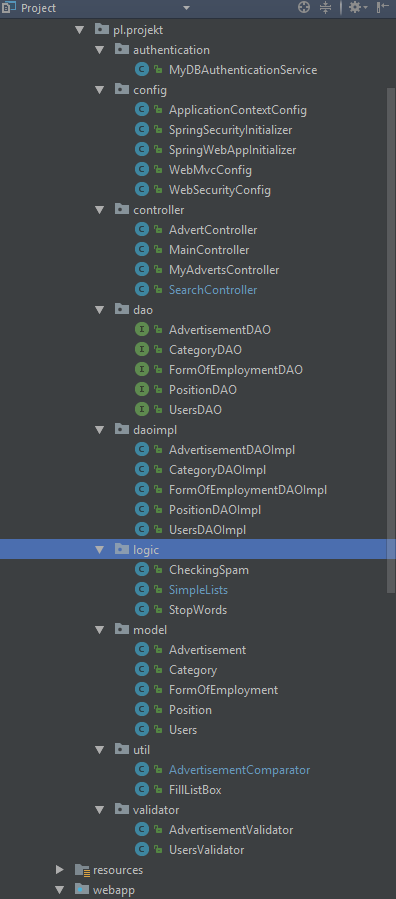 Project
pl.projekt
authentication
MyDBAuthenticationService
config
ApplicationContextConfig
SpringSecurityInitializer
SpringWebAppInitializer
WebMvcConfig
WebSecurityConfig
controller
AdvertController
MainController
MyAdvertsController
SearchController
dao
AdvertisementDAO
CategoryDAO
FormOfEmploymentDAO
PositionDAO
UsersDAO
daoimpl
AdvertisementDAOImpl
CategoryDAOImpl
FormOfEmploymentDAOImpl
PositionDAOImpl
UsersDAOImpl
logic
CheckingSpam
SimpleLists
StopWords
model
Advertisement
Category
FormOfEmployment
Position
Users
util
AdvertisementComparator
FillListBox
validator
AdvertisementValidator
UsersValidator
resources
webapp